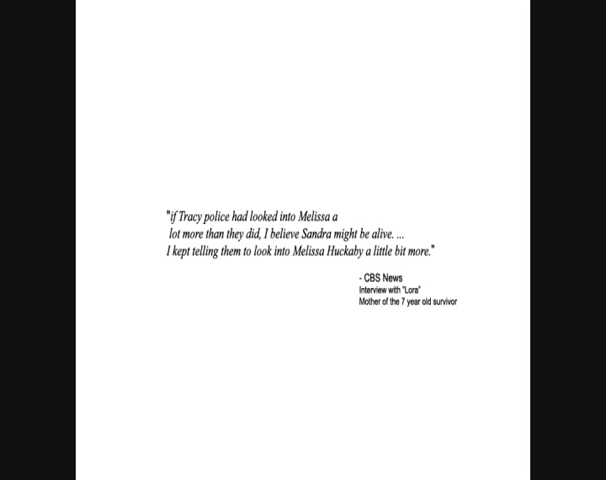 "if Tracy police had looked into Melissa a
lot more than they did, I believe Sandra might be alive. ...
I kept telling them to look into Melissa Huckaby a little bit more."
- CBS News
Interview with "Lora"
Mother of the 7 year old survivor